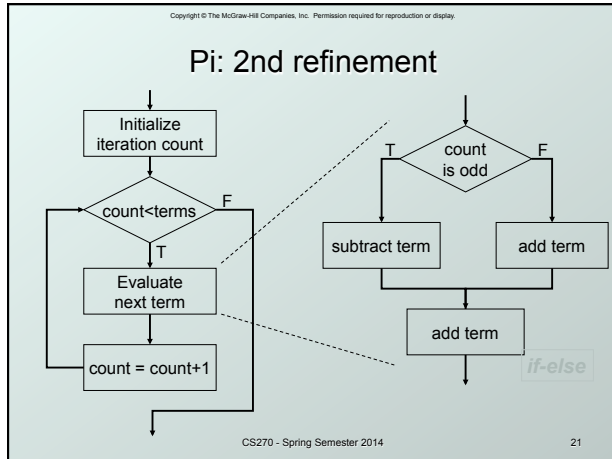 Copyright © The McGraw-Hill Companies, Inc. Permission required for reproduction or display.
Pi: 2nd refinement
Initialize
iteration count
count<terms
F
T
Evaluate
next term
count = count+1
count
is odd
T
F
subtract term
add term
add term
if-else
CS270 - Spring Semester 2014
21